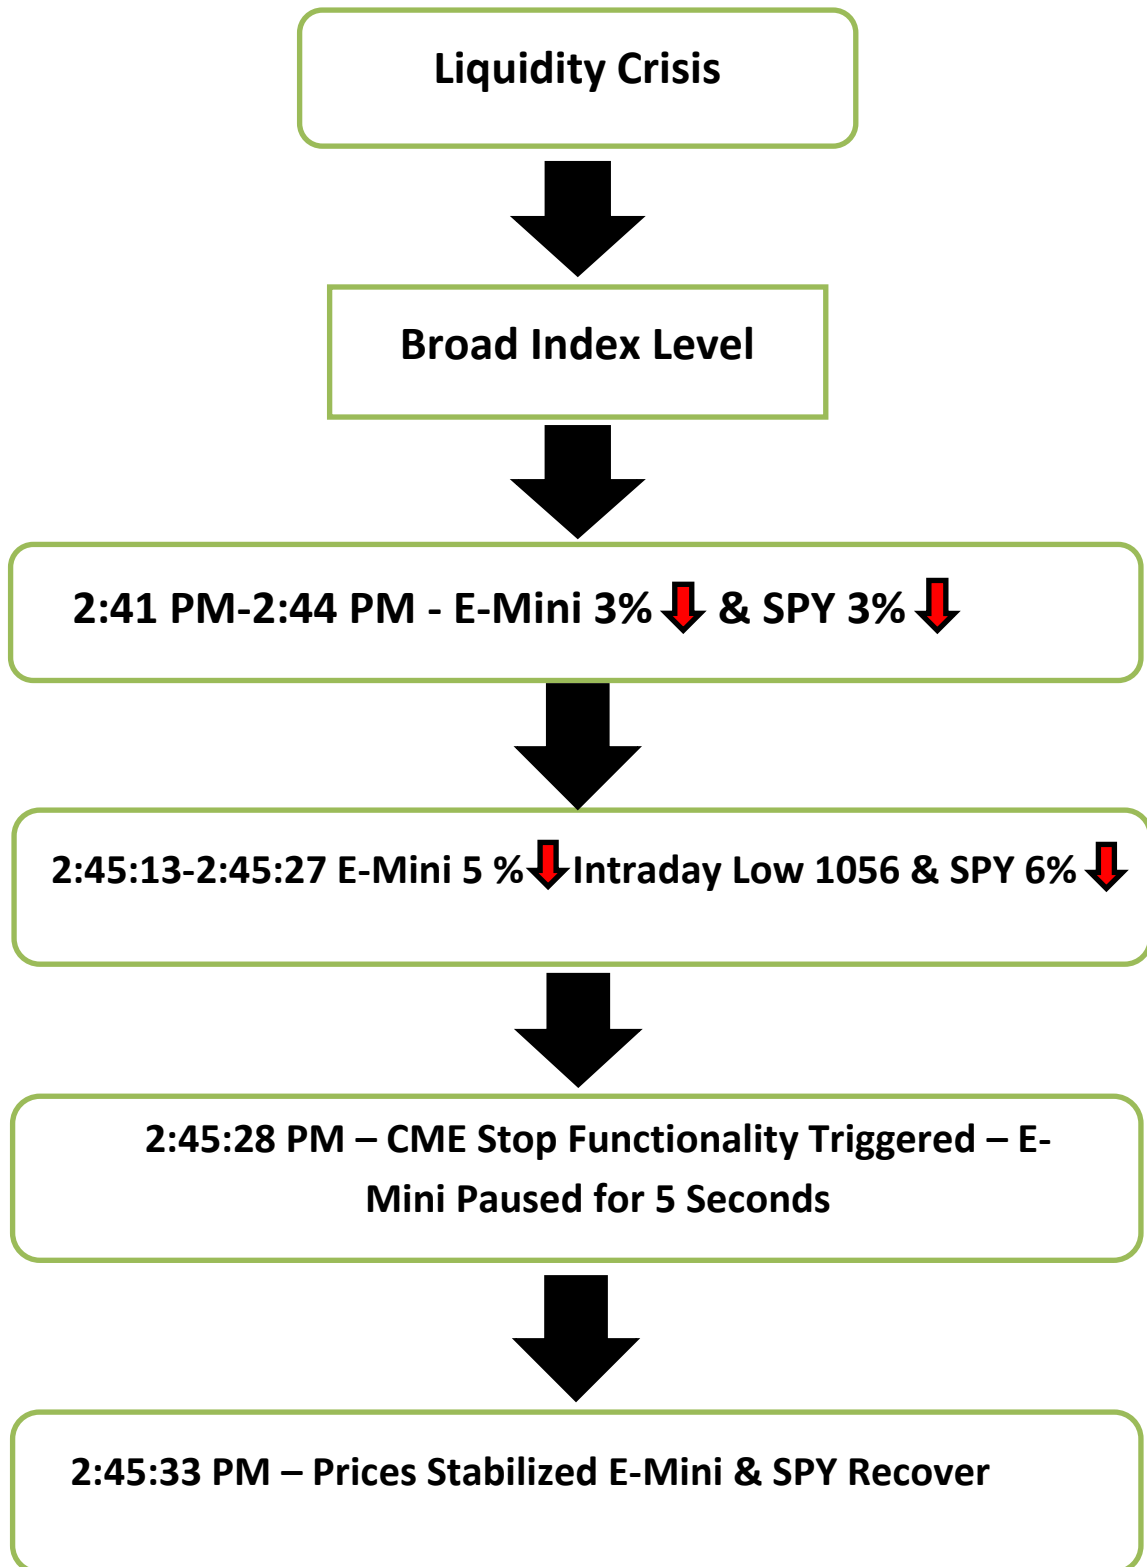 Liquidity Crisis
Broad Index Level
2:41 PM-2:44 PM - E-Mini 3% & SPY 3%
2:45:13-2:45:27 E-Mini 5 % Intraday Low 1056 & SPY 6%
2:45:28 PM – CME Stop Functionality Triggered – E-
Mini Paused for 5 Seconds
2:45:33 PM – Prices Stabilized E-Mini & SPY Recover